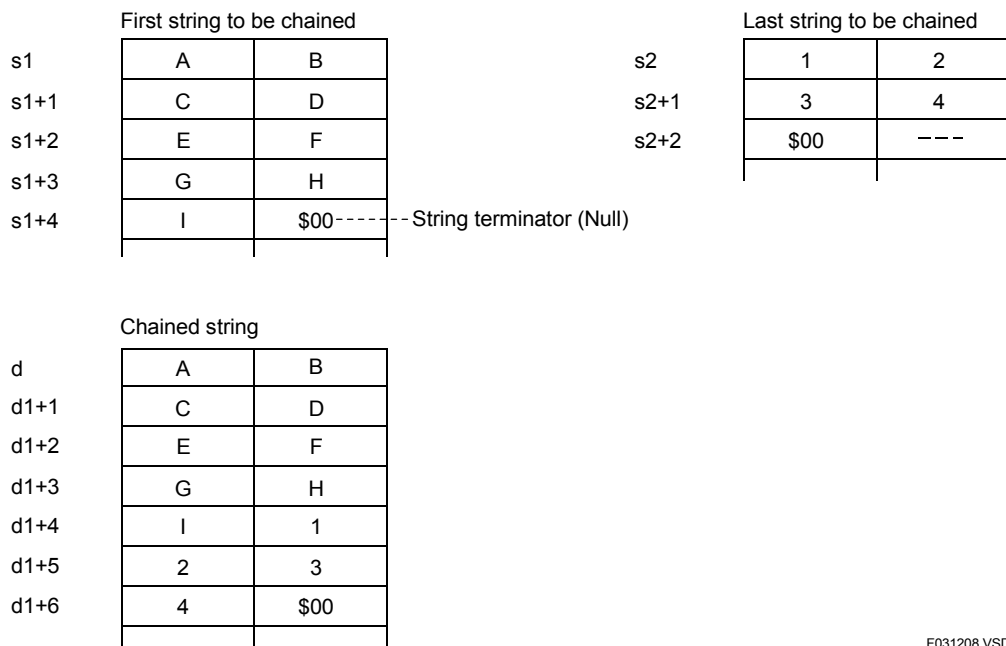 First string to be chained
s1 A B
s1+1 C D
s1+2 E F
s1+3 G H
s1+4 I $00 String terminator (Null)
Last string to be chained
s2 1 2
s2+1 3 4
s2+2 $00 ---
Chained string
d A B
d1+1 C D
d1+2 E F
d1+3 G H
d1+4 I 1
d1+5 2 3
d1+6 4 $00
F031208.VSD